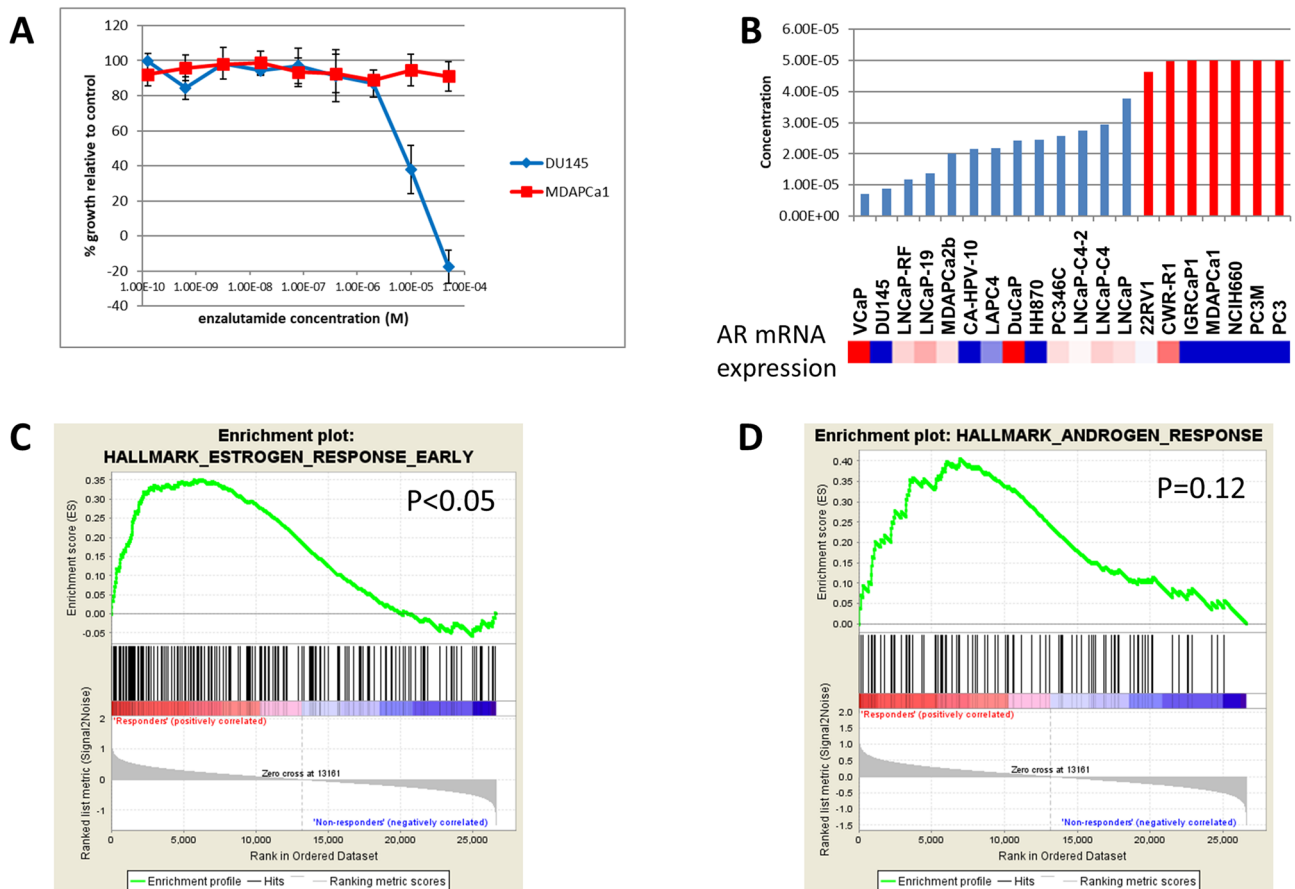 A
120
100
80
60
40
20
0
-20
-40
% growth relative to control
1.00E-10 1.00E-09 1.00E-08 1.00E-07 1.00E-06 1.00E-05 1.00E-04
enzalutamide concentration (M)
DU145
MDAPCa1
B
6.00E-05
5.00E-05
4.00E-05
3.00E-05
2.00E-05
1.00E-05
0.00E+00
Concentration
VCaP
DU145
LNCaP-RF
LNCaP-19
MDAPCa2b
CA-HPV-10
LAPC4
DuCaP
HH870
PC346C
LNCaP-C4-2
LNCaP-C4
LNCaP
22RV1
CWR-R1
IGRCaP1
MDAPCa1
NCIH660
PC3M
PC3
AR mRNA
expression
C
Enrichment plot:
HALLMARK_ESTROGEN_RESPONSE_EARLY
P<0.05
Enrichment score (ES)
0.35
0.30
0.25
0.20
0.15
0.10
0.05
0.00
-0.05
'Responders' (positively correlated)
Ranked list metric (Signal2Noise)
2
1
0
-1
Zero cross at 13161
'Non-responders' (negatively correlated)
0 5,000 10,000 15,000 20,000 25,000
Rank in Ordered Dataset
Enrichment profile Hits Ranking metric scores
D
Enrichment plot: HALLMARK_ANDROGEN_RESPONSE
P=0.12
Enrichment score (ES)
0.40
0.35
0.30
0.25
0.20
0.15
0.10
0.05
0.00
'Responders' (positively correlated)
Ranked list metric (Signal2Noise)
2.0
1.5
1.0
0.5
0.0
-0.5
-1.0
-1.5
Zero cross at 13161
'Non-responders' (negatively correlated)
0 5,000 10,000 15,000 20,000 25,000
Rank in Ordered Dataset
Enrichment profile Hits Ranking metric scores